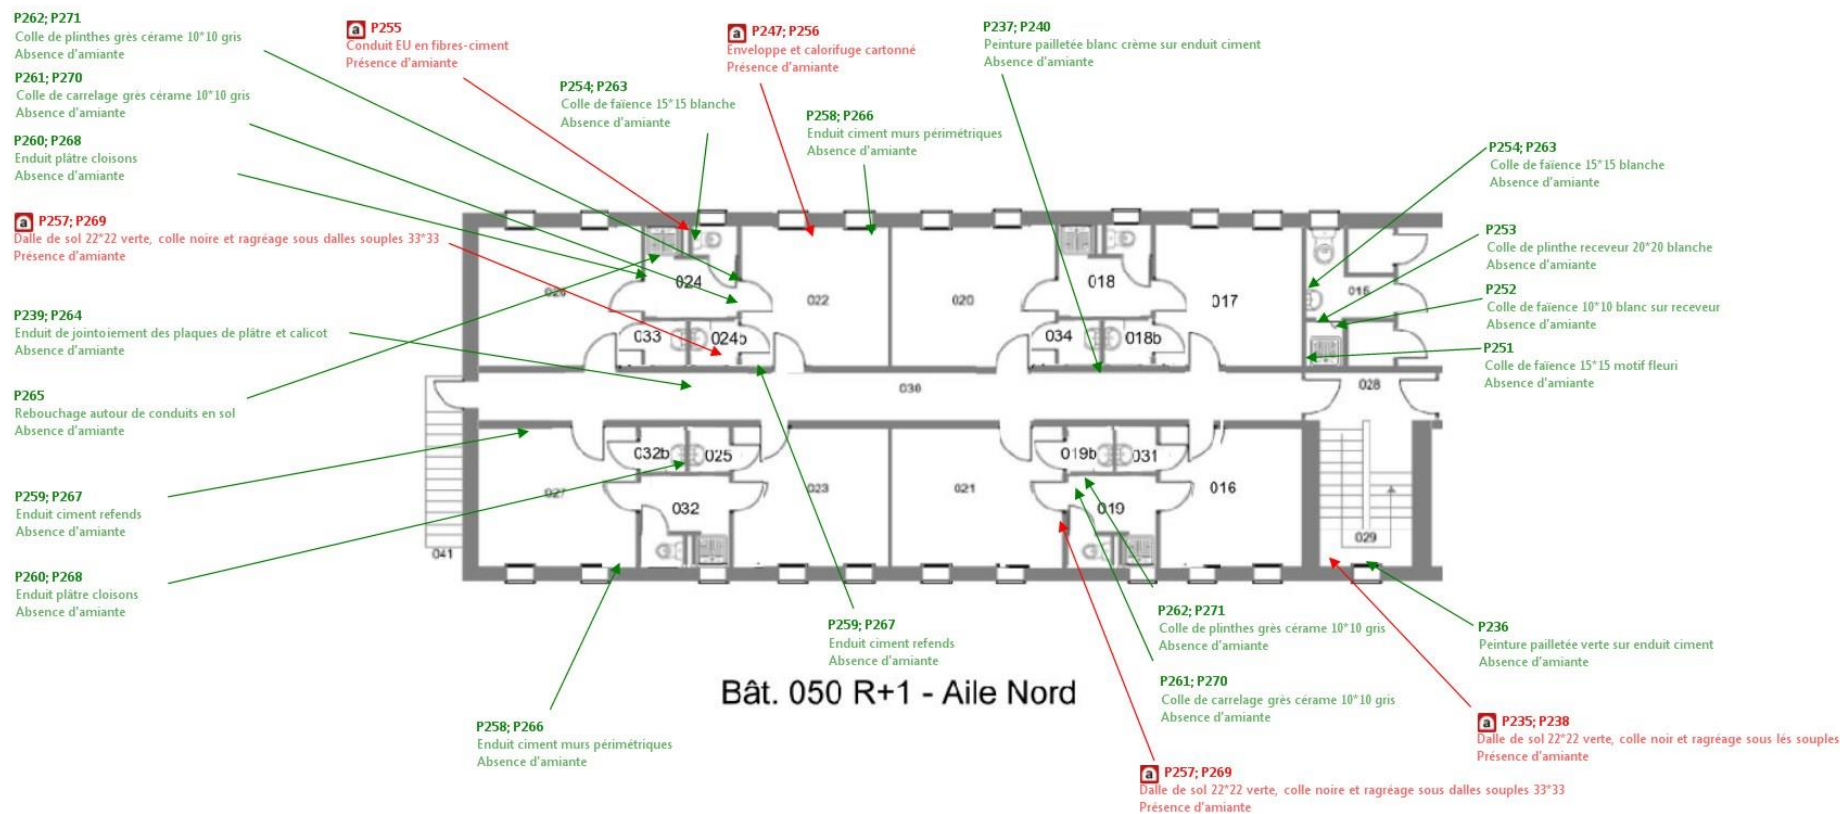 P262; P271
Colle de plinthes grès cérame 10*10 gris
Absence d'amiante
P261; P270
Colle de carrelage grès cérame 10*10 gris
Absence d'amiante
P260; P268
Enduit plâtre cloisons
Absence d'amiante
a P257; P269
Dalle de sol 22*22 verte, colle noire et ragréage sous dalles souples 33*33
Présence d'amiante
P239; P264
Enduit de jointoiement des plaques de plâtre et calicot
Absence d'amiante
P265
Rebouchage autour de conduits en sol
Absence d'amiante
P259; P267
Enduit ciment refends
Absence d'amiante
P260; P268
Enduit plâtre cloisons
Absence d'amiante
a P255
Conduit EU en fibres-ciment
Présence d'amiante
P254; P263
Colle de faïence 15*15 blanche
Absence d'amiante
a P247; P256
Enveloppe et calorifuge cartonné
Présence d'amiante
P258; P266
Enduit ciment murs périmétriques
Absence d'amiante
P237; P240
Peinture pailletée blanc crème sur enduit ciment
Absence d'amiante
P254; P263
Colle de faïence 15*15 blanche
Absence d'amiante
P253
Colle de plinthe receveur 20*20 blanche
Absence d'amiante
P252
Colle de faïence 10*10 blanc sur receveur
Absence d'amiante
P251
Colle de faïence 15*15 motif fleuri
Absence d'amiante
026
024
022
020
018
017
016
033
024b
034
018b
030
028
032b
025
019b
031
027
032
023
021
019
016
029
041
P259; P267
Enduit ciment refends
Absence d'amiante
P262; P271
Colle de plinthes grès cérame 10*10 gris
Absence d'amiante
P236
Peinture pailletée verte sur enduit ciment
Absence d'amiante
P261; P270
Colle de carrelage grès cérame 10*10 gris
Absence d'amiante
Bât. 050 R+1 - Aile Nord
P258; P266
Enduit ciment murs périmétriques
Absence d'amiante
a P235; P238
Dalle de sol 22*22 verte, colle noir et ragréage sous lés souples
Présence d'amiante
a P257; P269
Dalle de sol 22*22 verte, colle noire et ragréage sous dalles souples 33*33
Présence d'amiante